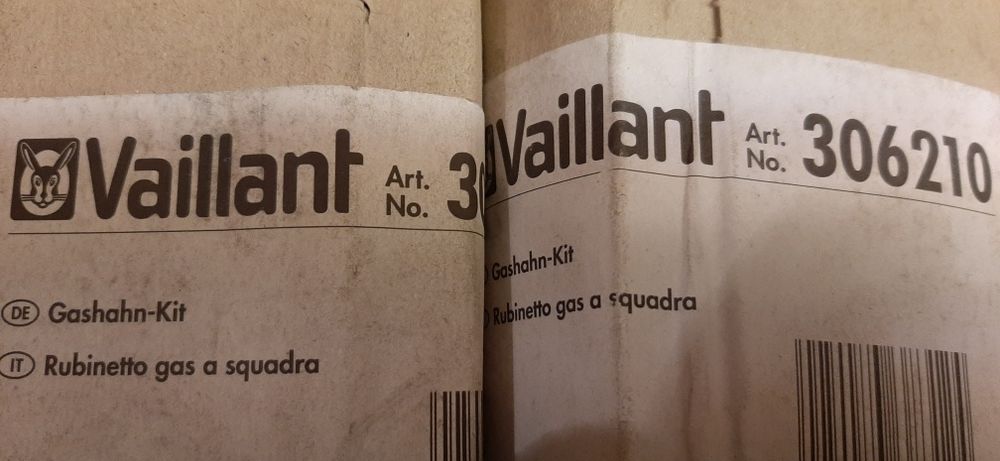 Vaillant Art. No. 30
DE Gashahn-Kit
IT Rubinetto gas a squadra
Vaillant Art. No. 306210
Gashahn-Kit
Rubinetto gas a squadra